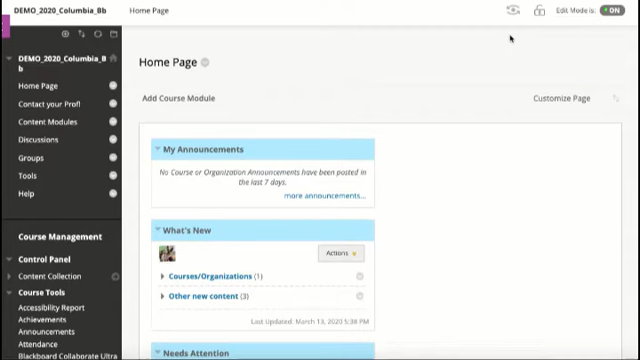 DEMO_2020_Columbia_Bb
Home Page
Edit Mode is: ON
DEMO_2020_Columbia_B
b
Home Page
Contact your Prof!
Content Modules
Discussions
Groups
Tools
Help
Course Management
Control Panel
Content Collection
Course Tools
Accessibility Report
Achievements
Announcements
Attendance
Blackboard Collaborate Ultra
Home Page
Add Course Module
Customize Page
My Announcements
No Course or Organization Announcements have been posted in
the last 7 days.
more announcements...
What's New
Actions
Courses/Organizations (1)
Other new content (3)
Last Updated: March 13, 2020 5:38 PM
Needs Attention